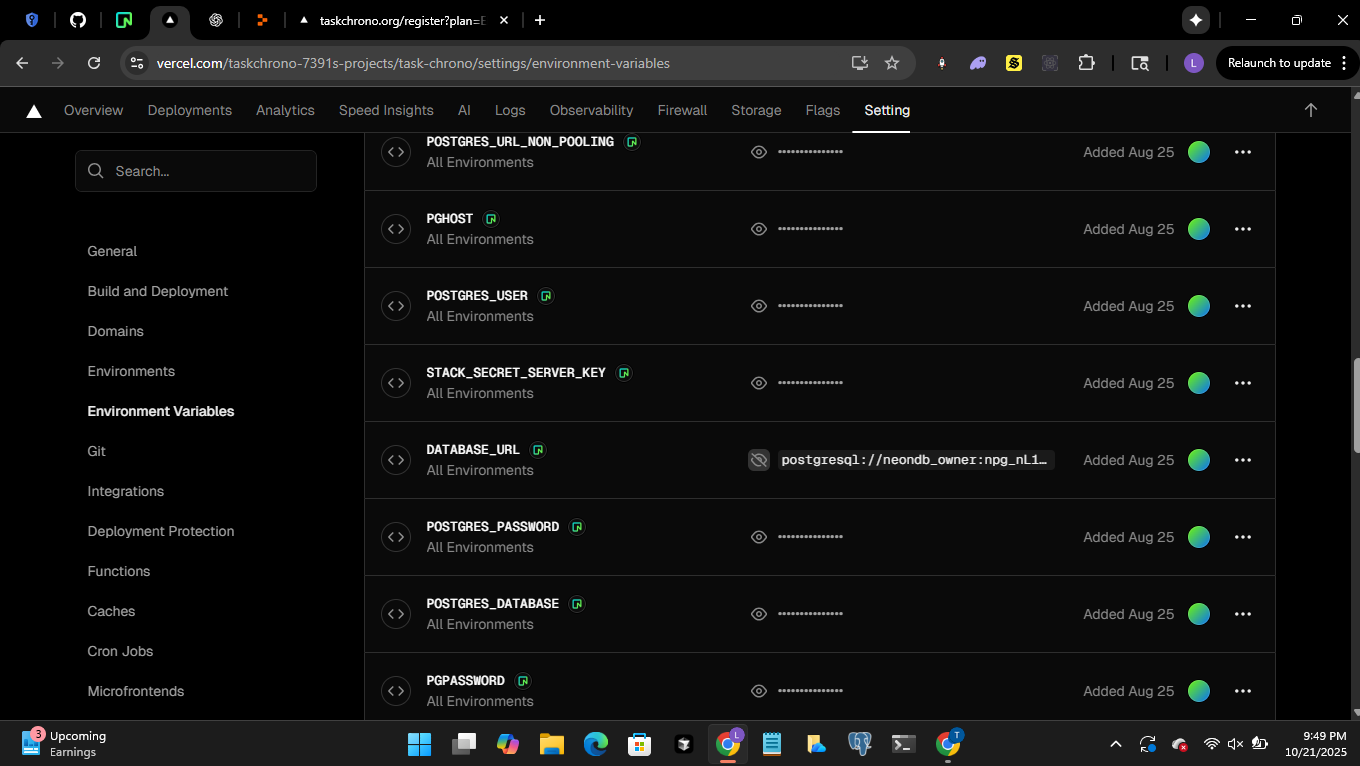 taskchrono.org/register?plan=E
vercel.com/taskchrono-7391s-projects/task-chrono/settings/environment-variables
L
Relaunch to update
Overview
Deployments
Analytics
Speed Insights
AI
Logs
Observability
Firewall
Storage
Flags
Setting
Search...
General
Build and Deployment
Domains
Environments
Environment Variables
Git
Integrations
Deployment Protection
Functions
Caches
Cron Jobs
Microfrontends
POSTGRES_URL_NON_POOLING
All Environments
Added Aug 25
PGHOST
All Environments
Added Aug 25
POSTGRES_USER
All Environments
Added Aug 25
STACK_SECRET_SERVER_KEY
All Environments
Added Aug 25
DATABASE_URL
All Environments
postgresql://neondb_owner:npg_nL1…
Added Aug 25
POSTGRES_PASSWORD
All Environments
Added Aug 25
POSTGRES_DATABASE
All Environments
Added Aug 25
PGPASSWORD
All Environments
Added Aug 25
3
Upcoming
Earnings
L
T
9:49 PM
10/21/2025